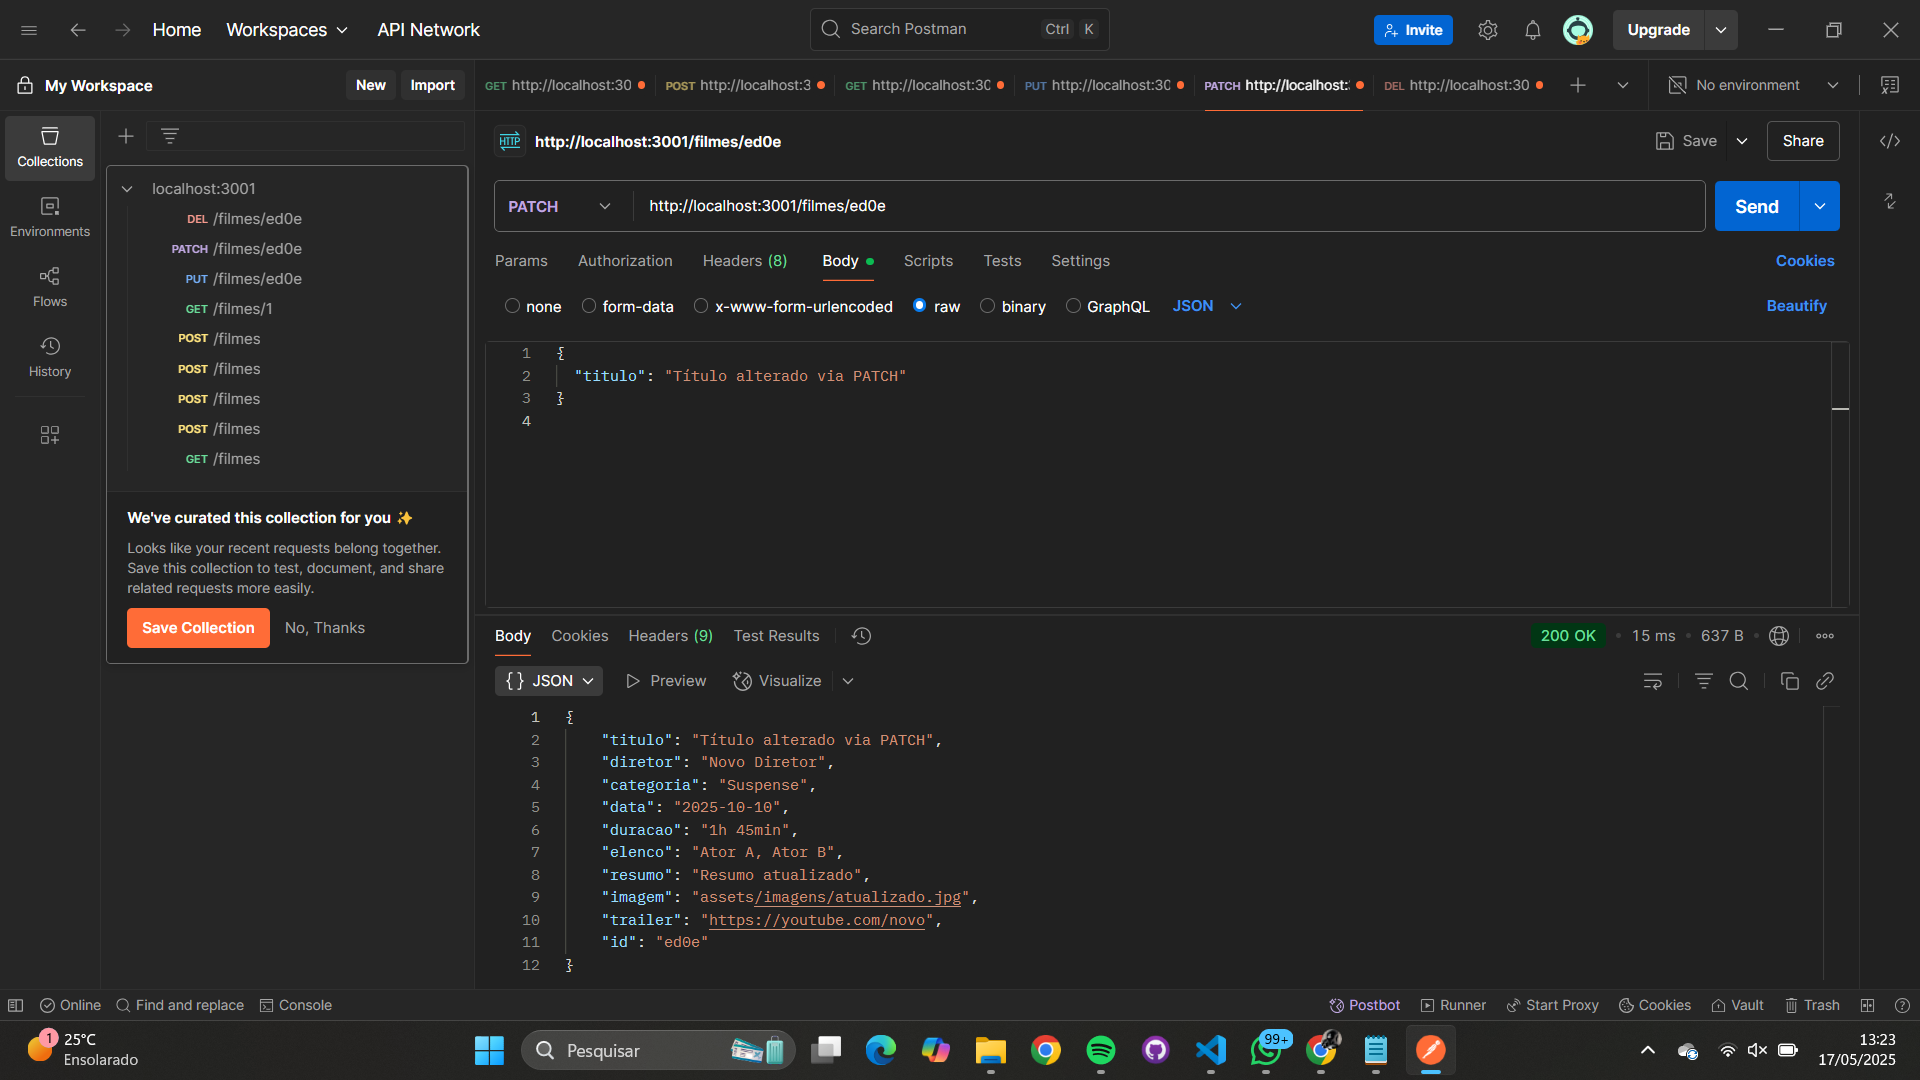 Home
Workspaces
API Network
Search Postman
Ctrl
K
Invite
Upgrade
My Workspace
New
Import
GET http://localhost:30
POST http://localhost:3
GET http://localhost:30
PUT http://localhost:30
PATCH http://localhost:
DEL http://localhost:30
No environment
Collections
Environments
Flows
History
localhost:3001
DEL /filmes/ed0e
PATCH /filmes/ed0e
PUT /filmes/ed0e
GET /filmes/1
POST /filmes
POST /filmes
POST /filmes
POST /filmes
GET /filmes
We've curated this collection for you ✨
Looks like your recent requests belong together.
Save this collection to test, document, and share
related requests more easily.
Save Collection
No, Thanks
HTTP
http://localhost:3001/filmes/ed0e
Save
Share
PATCH
http://localhost:3001/filmes/ed0e
Send
Params
Authorization
Headers (8)
Body
Scripts
Tests
Settings
Cookies
none
form-data
x-www-form-urlencoded
raw
binary
GraphQL
JSON
Beautify
1 {
2 "titulo": "Título alterado via PATCH"
3 }
4
Body
Cookies
Headers (9)
Test Results
200 OK
15 ms
637 B
{} JSON
Preview
Visualize
1 {
2 "titulo": "Título alterado via PATCH",
3 "diretor": "Novo Diretor",
4 "categoria": "Suspense",
5 "data": "2025-10-10",
6 "duracao": "1h 45min",
7 "elenco": "Ator A, Ator B",
8 "resumo": "Resumo atualizado",
9 "imagem": "assets/imagens/atualizado.jpg",
10 "trailer": "https://youtube.com/novo",
11 "id": "ed0e"
12 }
Online
Find and replace
Console
Postbot
Runner
Start Proxy
Cookies
Vault
Trash
1
25°C
Ensolarado
Pesquisar
99+
13:23
17/05/2025